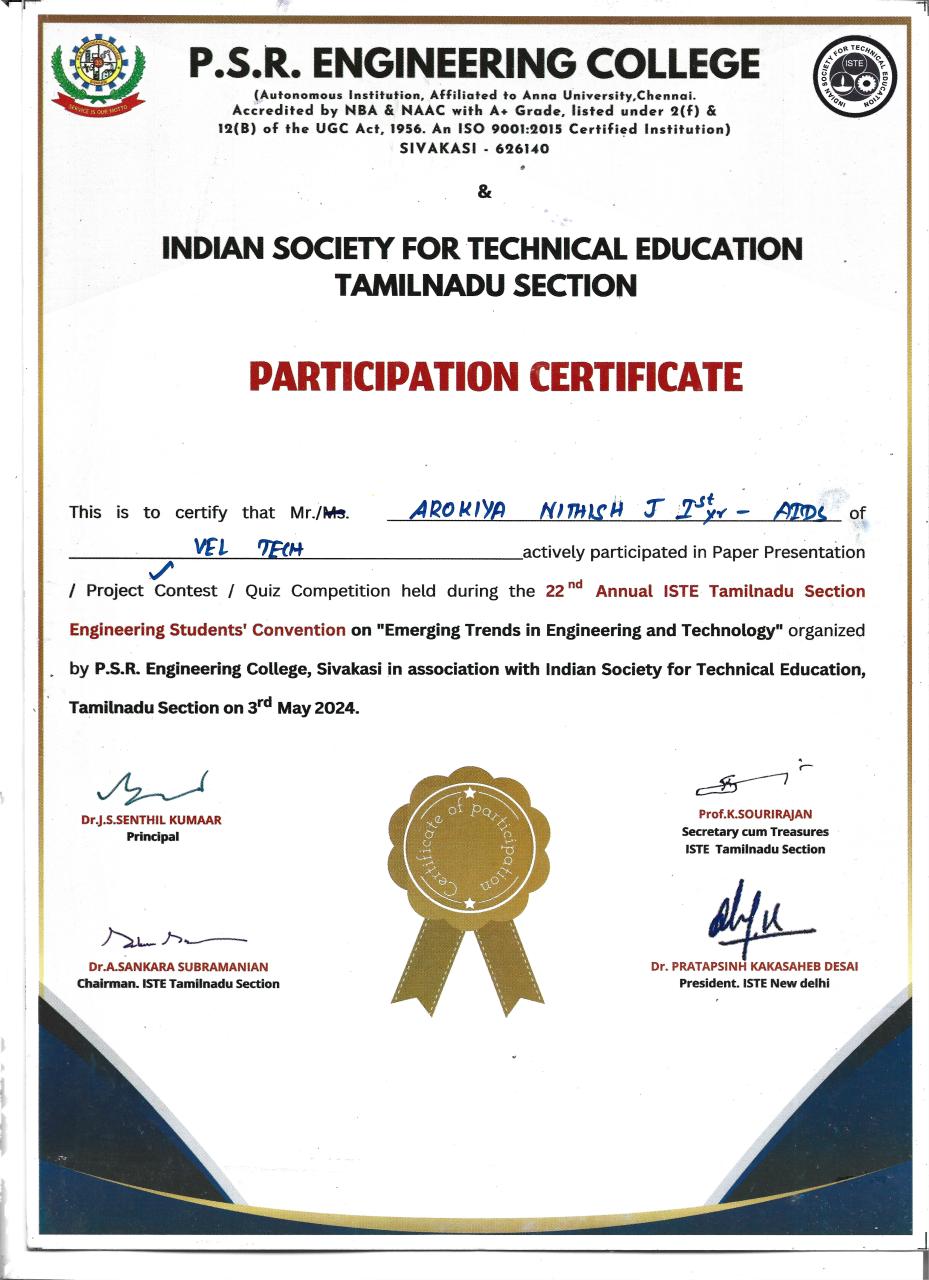 P.S.R. ENGINEERING COLLEGE
(Autonomous Institution, Affiliated to Anna University,Chennai.
Accredited by NBA & NAAC with A+ Grade, listed under 2(f) &
12(B) of the UGC Act, 1956. An ISO 9001:2015 Certified Institution)
SIVAKASI - 626140
SERVICE IS OUR MOTTO
INDIAN SOCIETY FOR TECHNICAL EDUCATION
ISTE
&
INDIAN SOCIETY FOR TECHNICAL EDUCATION
TAMILNADU SECTION
PARTICIPATION CERTIFICATE
This is to certify that Mr./Ms. AROKIYA NITHISH J Ist yr - AIDS of
VEL TECH actively participated in Paper Presentation
/ Project Contest / Quiz Competition held during the 22nd Annual ISTE Tamilnadu Section
Engineering Students' Convention on "Emerging Trends in Engineering and Technology" organized
by P.S.R. Engineering College, Sivakasi in association with Indian Society for Technical Education,
Tamilnadu Section on 3rd May 2024.
Dr.J.S.SENTHIL KUMAAR
Principal
Certificate of participation
Prof.K.SOURIRAJAN
Secretary cum Treasures
ISTE Tamilnadu Section
Dr.A.SANKARA SUBRAMANIAN
Chairman. ISTE Tamilnadu Section
Dr. PRATAPSINH KAKASAHEB DESAI
President. ISTE New delhi